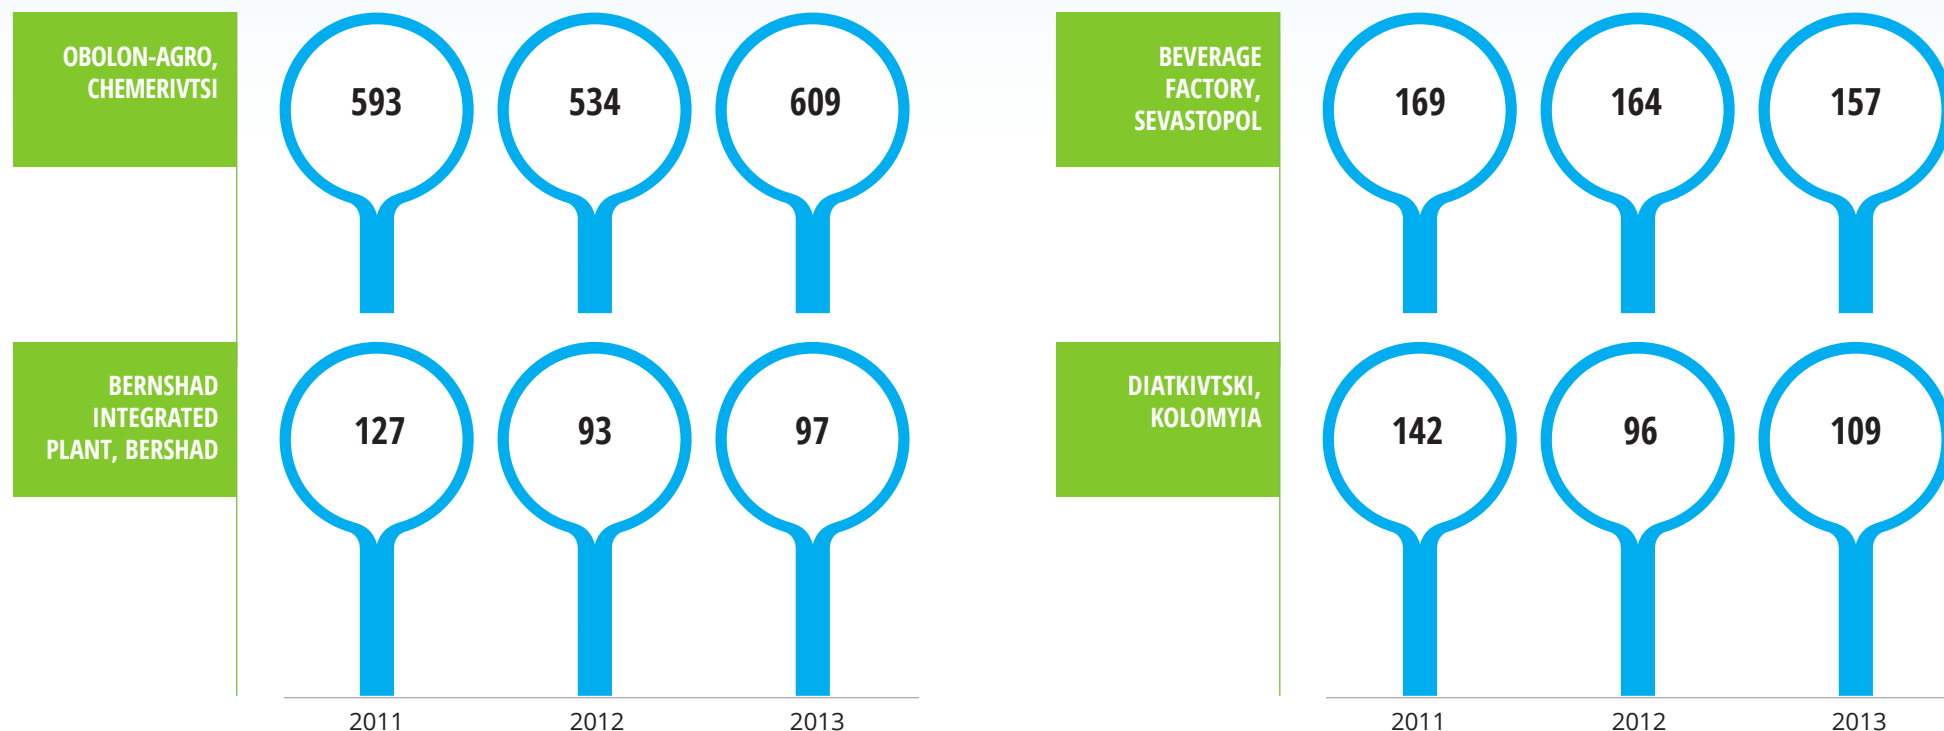 OBOLON-AGRO,
CHEMERIVTSI
593 534 609
BERNSHAD
INTEGRATED
PLANT, BERSHAD
127 93 97
2011 2012 2013
BEVERAGE
FACTORY,
SEVASTOPOL
169 164 157
DIATKIVTSKI,
KOLOMYIA
142 96 109
2011 2012 2013